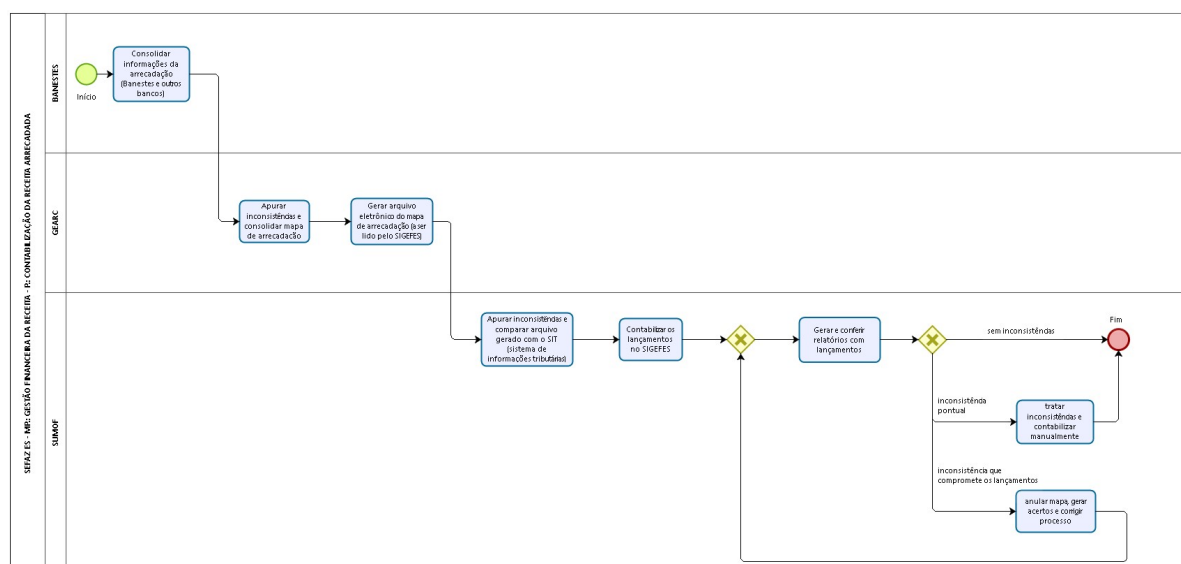 SEFAZ ES - MP.: GESTÃO FINANCEIRA DA RECEITA - P.: CONTABILIZAÇÃO DA RECEITA ARRECADADA
BANESTES
Início
Consolidar
informações da
arrecadação
(Banestes e outros
bancos)
GEARC
Apurar
inconsistências e
consolidar mapa
de arrecadacão
Gerar arquivo
eletrônico do mapa
de arrecadação (a ser
lido pelo SIGEFES)
SUMOF
Apurar inconsistências e
comparar arquivo
gerado com o SIT
(sistema de
informações tributárias)
Contabilizar os
lançamentos
no SIGEFES
Gerar e conferir
relatórios com
lançamentos
sem inconsistências
Fim
inconsistência
pontual
tratar
inconsistências e
contabilizar
manualmente
inconsistência que
compromete os lançamentos
anular mapa, gerar
acertos e corrigir
processo